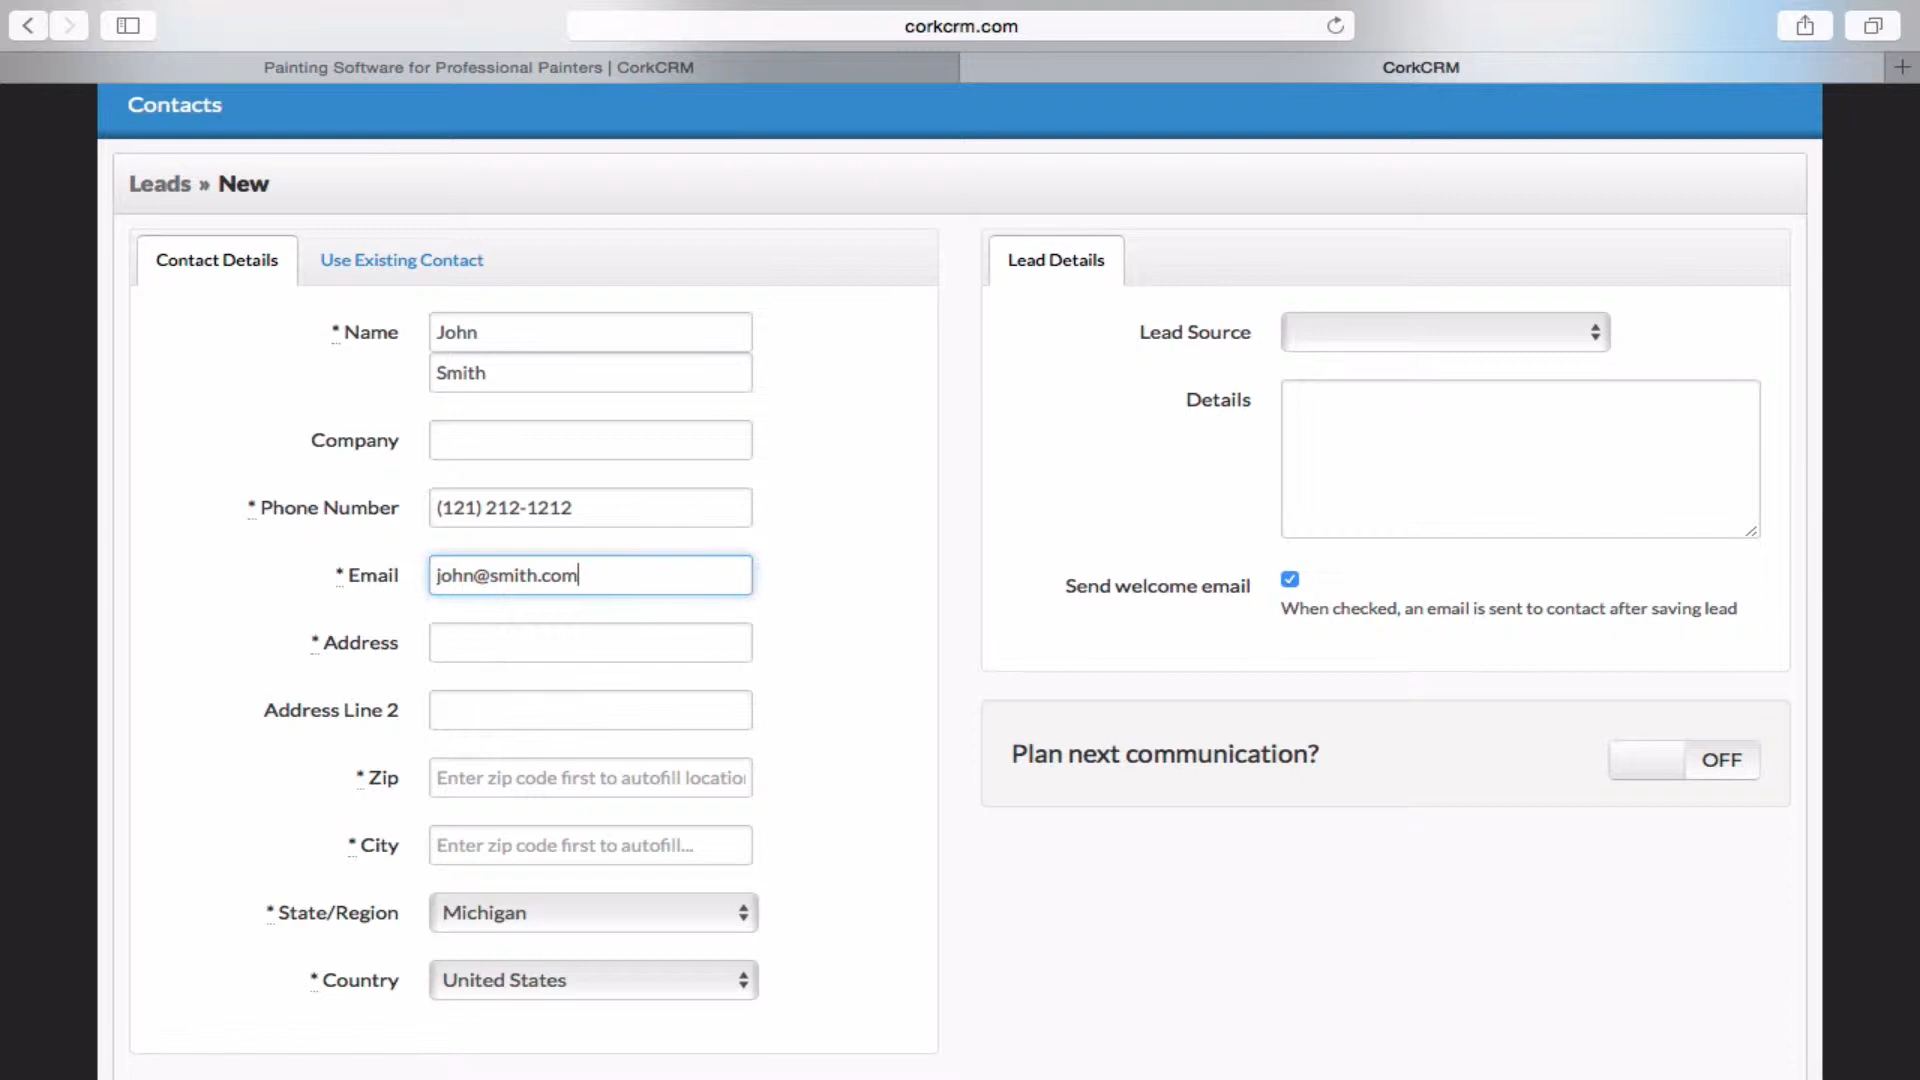 corkcrm.com
Painting Software for Professional Painters | CorkCRM
CorkCRM
Contacts
Leads » New
Contact Details
Use Existing Contact
* Name
John
Smith
Company
* Phone Number
(121) 212-1212
* Email
john@smith.com
* Address
Address Line 2
* Zip
Enter zip code first to autofill location
* City
Enter zip code first to autofill...
* State/Region
Michigan
* Country
United States
Lead Details
Lead Source
Details
Send welcome email
When checked, an email is sent to contact after saving lead
Plan next communication?
OFF